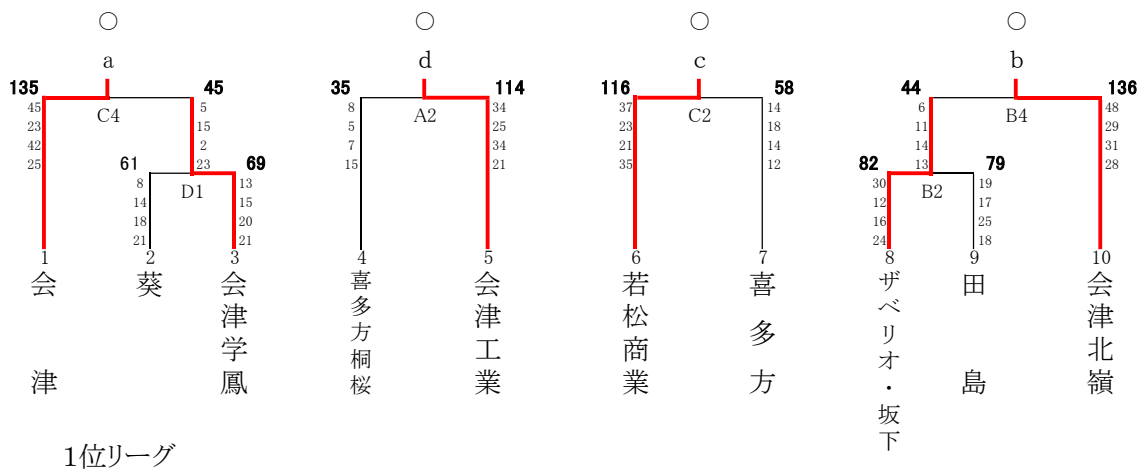 ○ ○ ○ ○
a d c b
135 45 35 114 116 58 44 136
45 5 8 34 37 14 6 48
C4 A2 C2 B4
23 15 5 25 23 18 11 29
42 2 7 34 21 14 14 31
25 23 15 21 35 12 13 28
61 69 82 79
8 13 30 19
D1 B2
14 15 12 17
18 20 16 25
21 21 24 18
1 2 3 4 5 6 7 8 9 10
会津
葵
会津学鳳
喜多方桐桜
会津工業
若松商業
喜多方
ザベリオ・坂下
田島
会津北嶺
1位リーグ